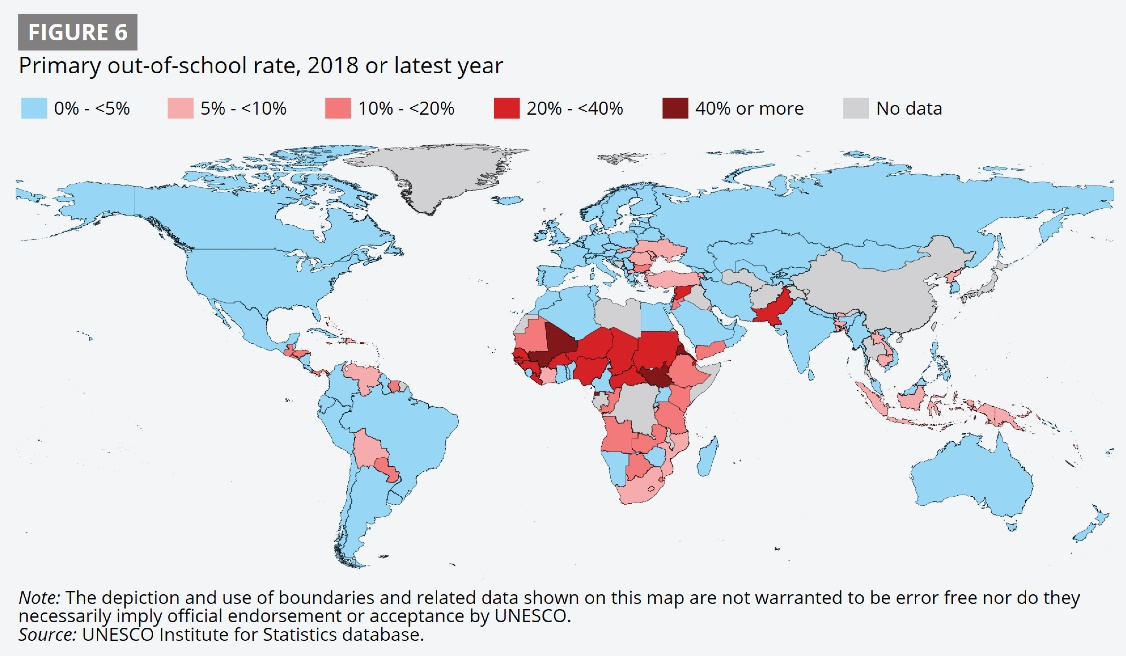 FIGURE 6
Primary out-of-school rate, 2018 or latest year
0% - <5%
5% - <10%
10% - <20%
20% - <40%
40% or more
No data
Note: The depiction and use of boundaries and related data shown on this map are not warranted to be error free nor do they
necessarily imply official endorsement or acceptance by UNESCO.
Source: UNESCO Institute for Statistics database.